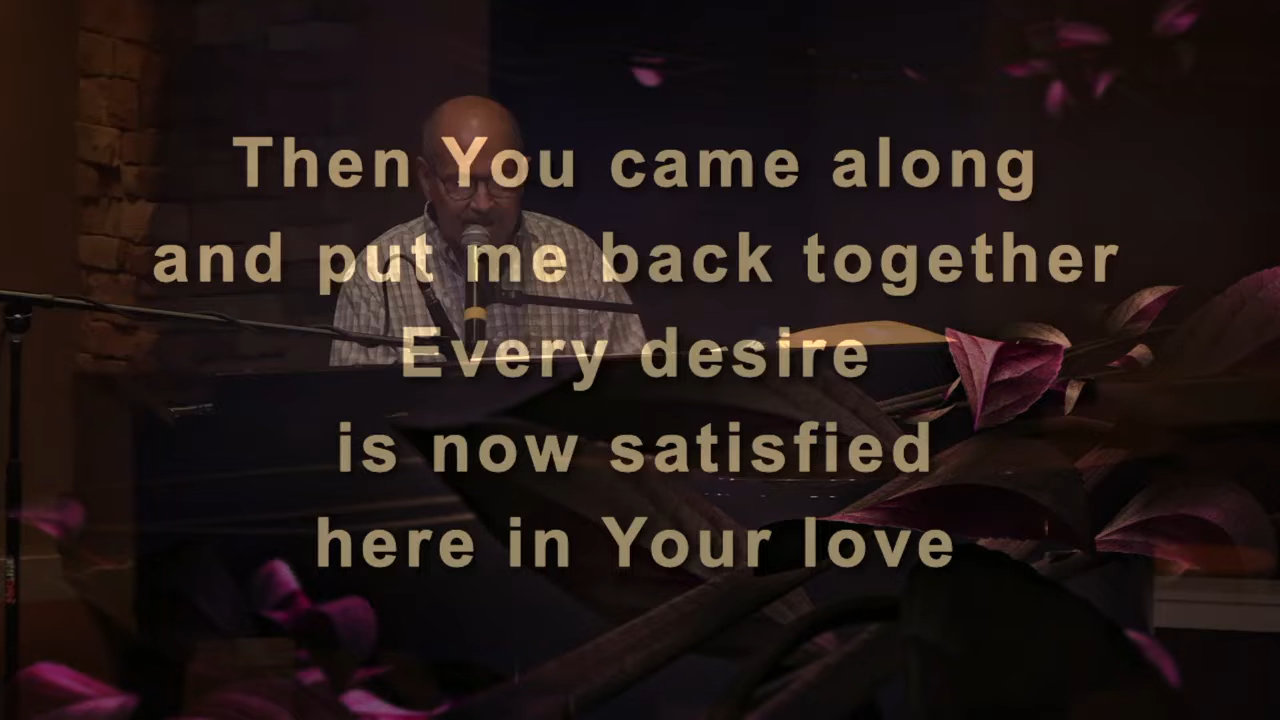 Then You came along
and put me back together
Every desire
is now satisfied
here in Your love